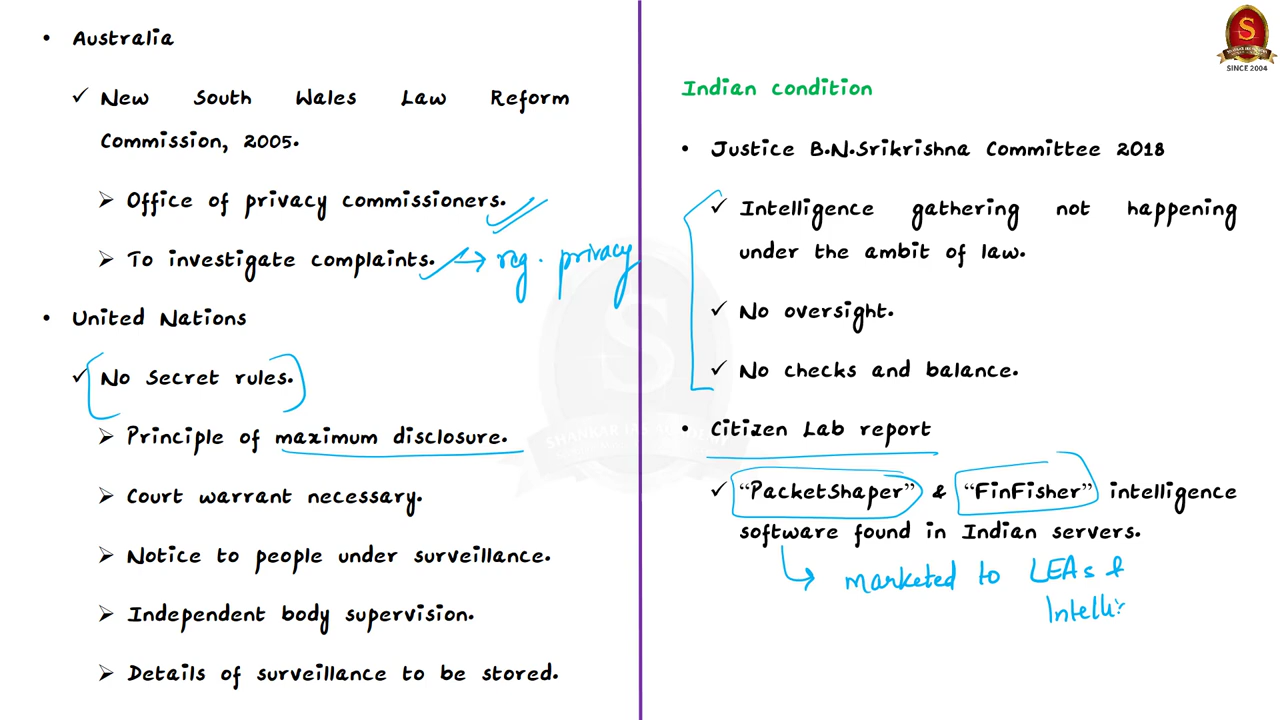 • Australia
✓ New South Wales Law Reform
Commission, 2005.
➢ Office of privacy commissioners.
➢ To investigate complaints. → reg. privacy
• United Nations
✓ No Secret rules.
➢ Principle of maximum disclosure.
➢ Court warrant necessary.
➢ Notice to people under surveillance.
➢ Independent body supervision.
➢ Details of surveillance to be stored.
S
SINCE 2004
Indian condition
• Justice B.N.Srikrishna Committee 2018
✓ Intelligence gathering not happening
under the ambit of law.
✓ No oversight.
✓ No checks and balance.
• Citizen Lab report
✓ “PacketShaper” & “FinFisher” intelligence
software found in Indian servers.
→ marketed to LEAs &
SHANKAR IAS ACADEMY